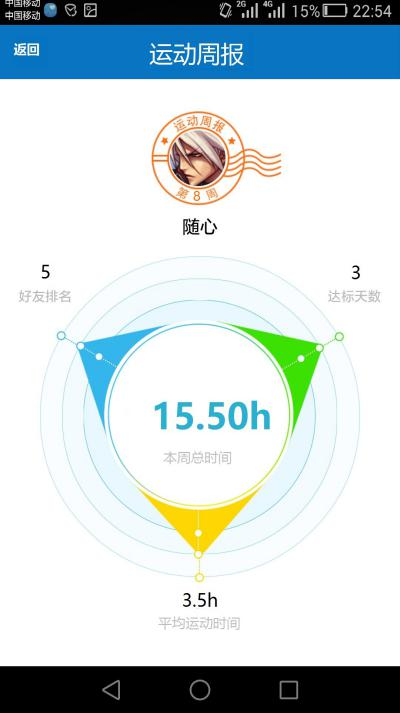 中国移动
中国移动
2G 4G 15% 22:54
返回
运动周报
运动周报
第 8 周
随心
5
好友排名
3
达标天数
15.50h
本周总时间
3.5h
平均运动时间